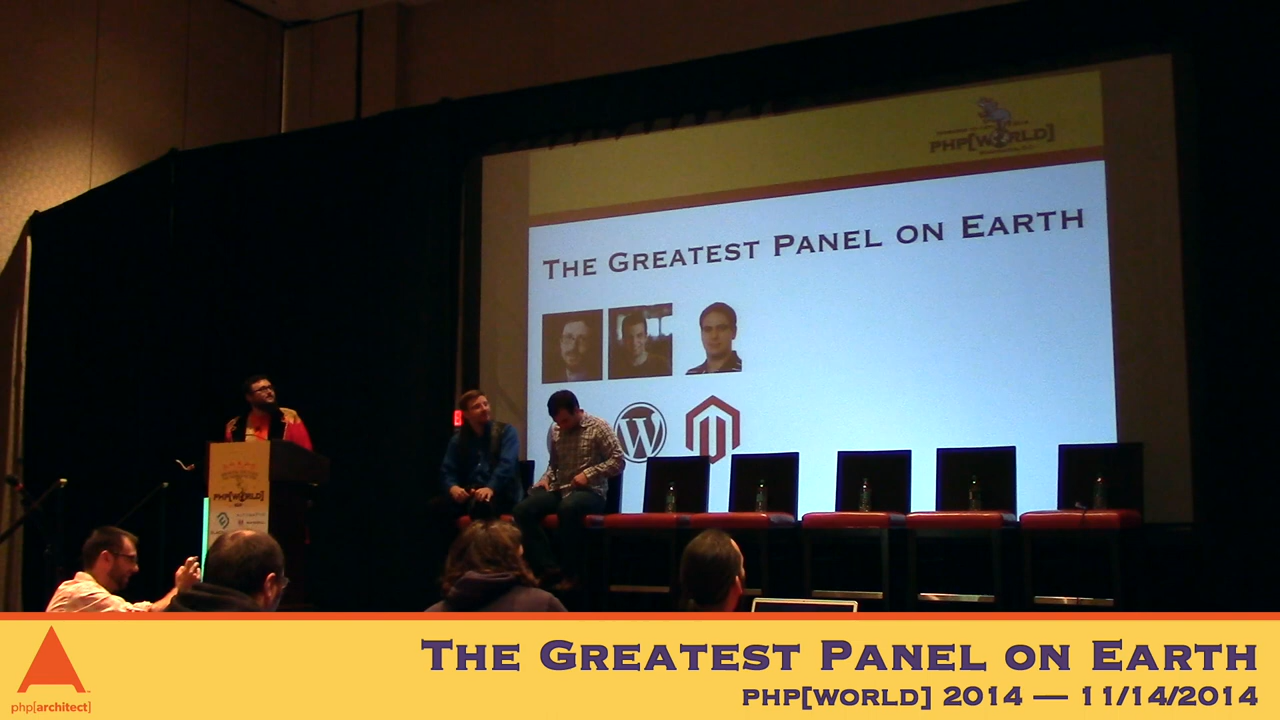 PHP[WORLD]
THE GREATEST PANEL ON EARTH
PHP[WORLD]
THE GREATEST PANEL ON EARTH
PHP[WORLD] 2014 — 11/14/2014
php[architect]